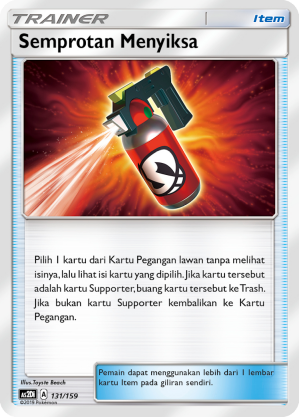 TRAINER
Item
Semprotan Menyiksa
Pilih 1 kartu dari Kartu Pegangan lawan tanpa melihat
isinya, lalu lihat isi kartu yang dipilih. Jika kartu tersebut
adalah kartu Supporter, buang kartu tersebut ke Trash.
Jika bukan kartu Supporter kembalikan ke Kartu
Pegangan.
Illus. Toyste Beach
AS2DI A 131/159
©2019 Pokémon
Pemain dapat menggunakan lebih dari 1 lembar
kartu Item pada giliran sendiri.